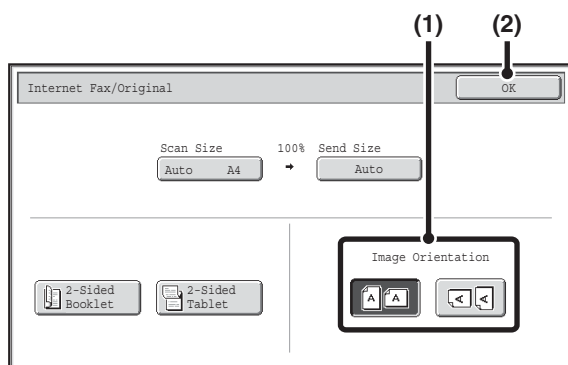 (1) (2)
Internet Fax/Original OK
Scan Size 100% Send Size
Auto A4 → Auto
Image Orientation
2-Sided Booklet
2-Sided Tablet
A A A A